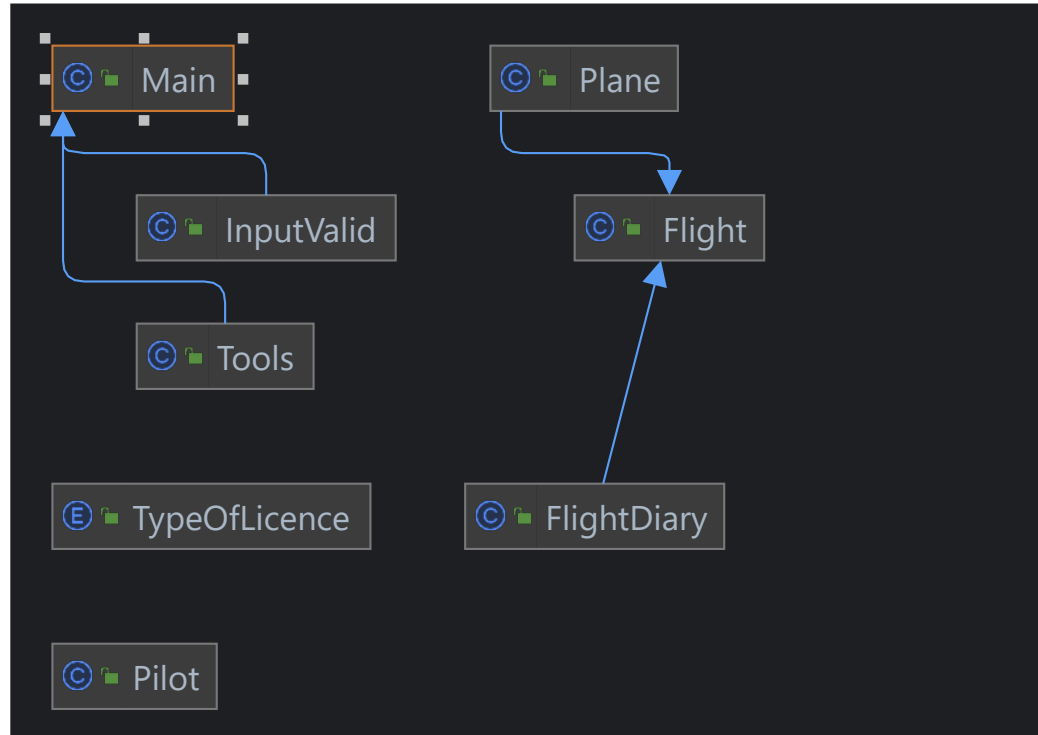 C Main
C Plane
C InputValid
C Flight
C Tools
E TypeOfLicence
C FlightDiary
C Pilot